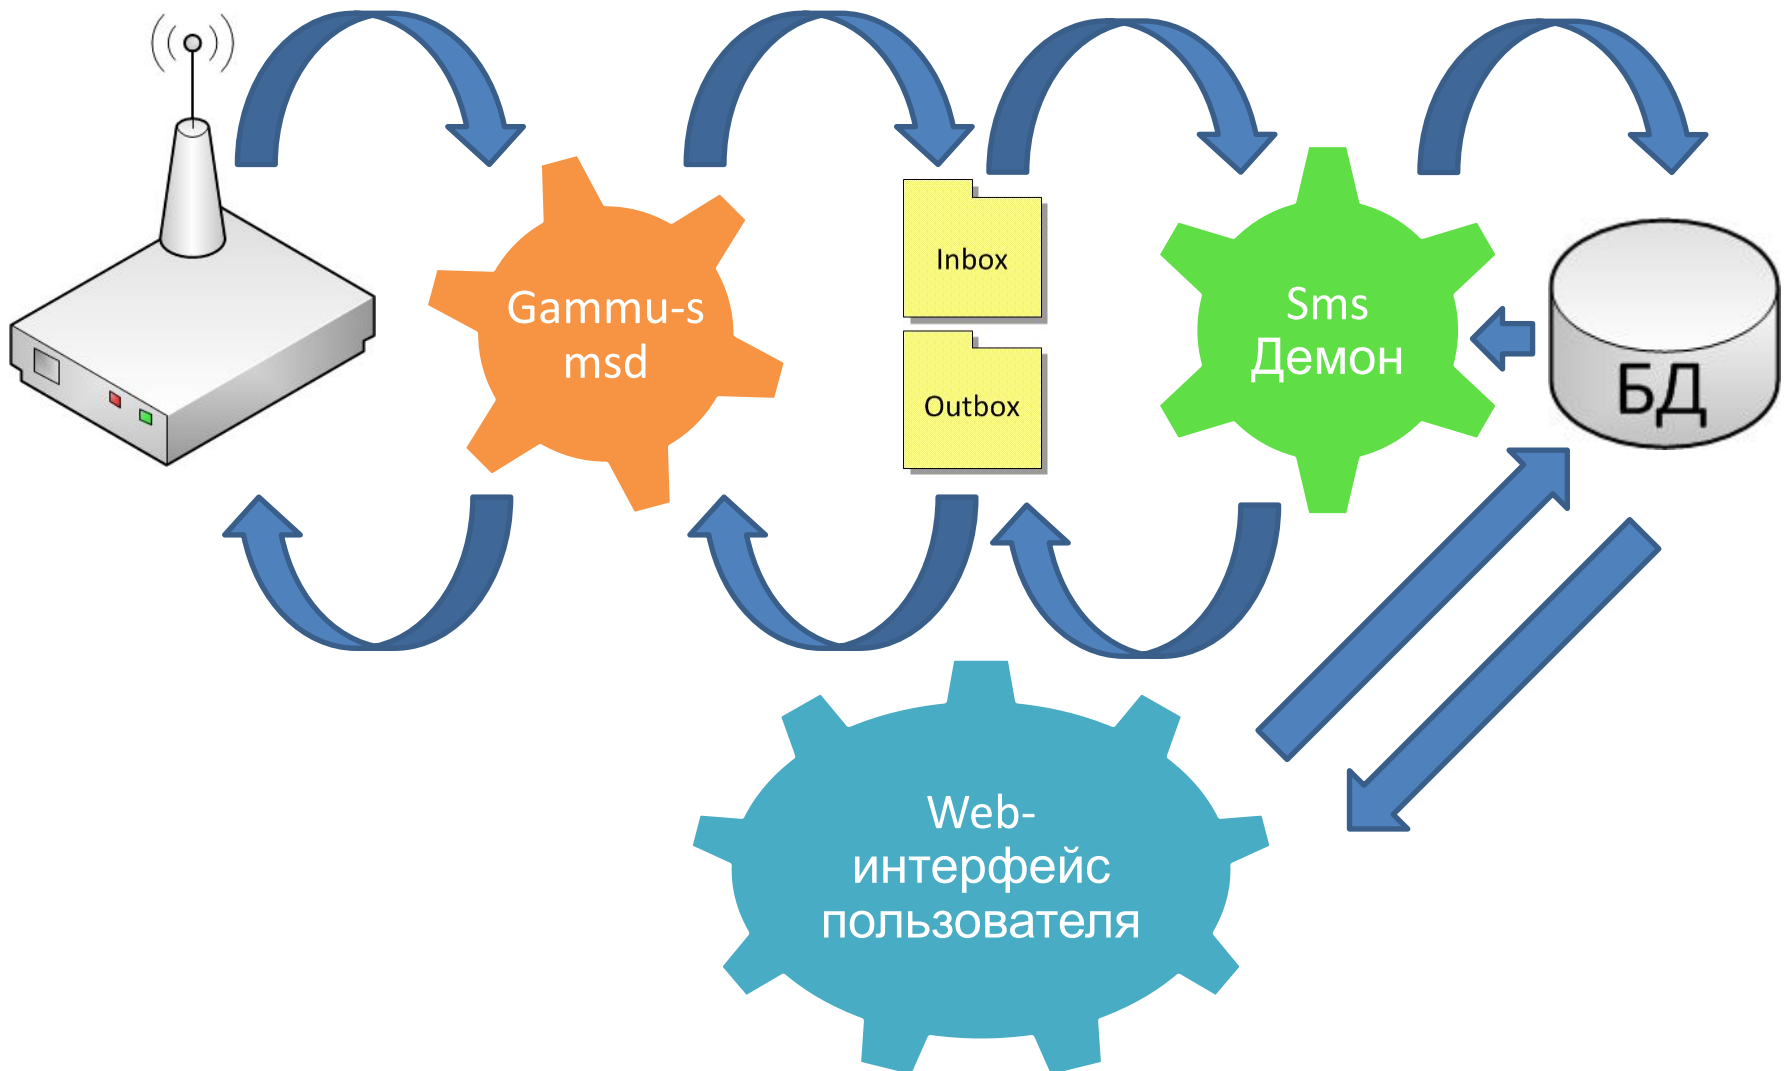 Gammu-s
msd
Inbox
Outbox
Sms
Демон
БД
Web-
интерфейс
пользователя